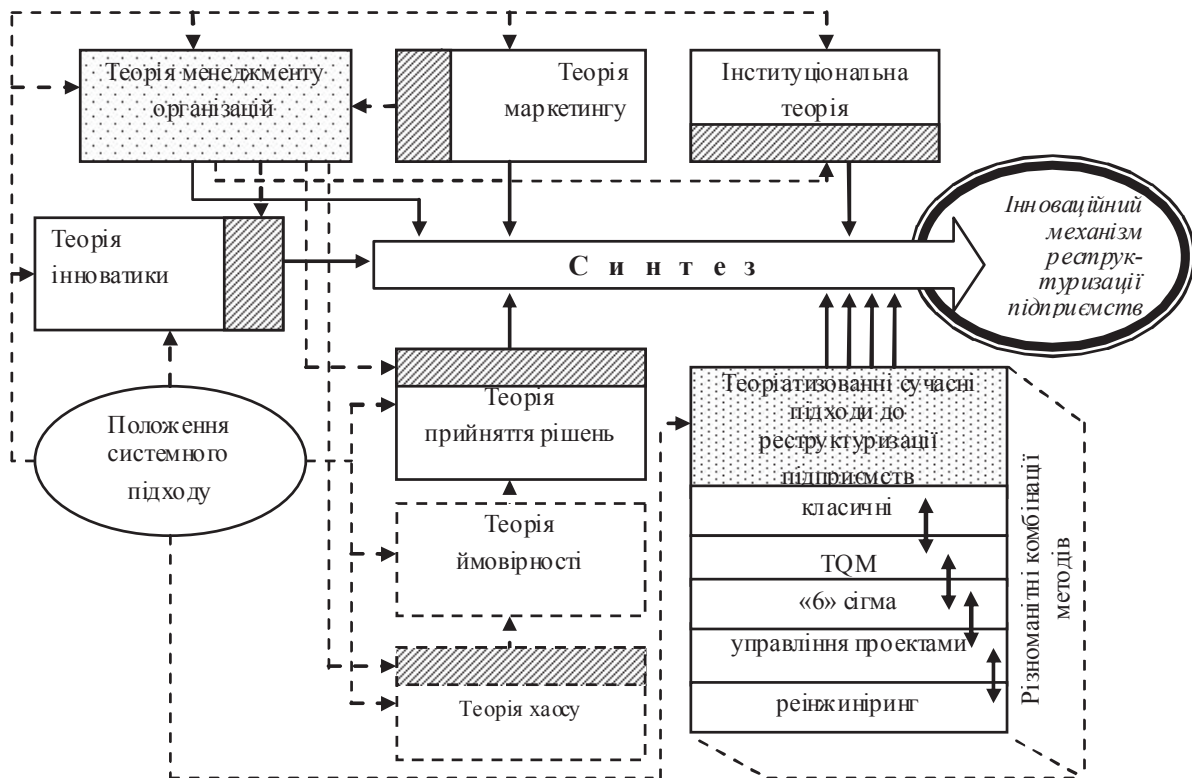 Теорія менеджменту
організацій
Теорія
маркетингу
Інституціональна
теорія
Теорія
інноватики
С и н т е з
Інноваційний
механізм
реструк-
туризації
підприємств
Положення
системного
підходу
Теорія
прийняття рішень
Теорія
ймовірності
Теорія хаосу
Теоріатизованні сучасні
підходи до
реструктуризації
підприємств
класичні
TQM
«6» сігма
управління проектами
реінжиніринг
Різноманітні комбінації
методів